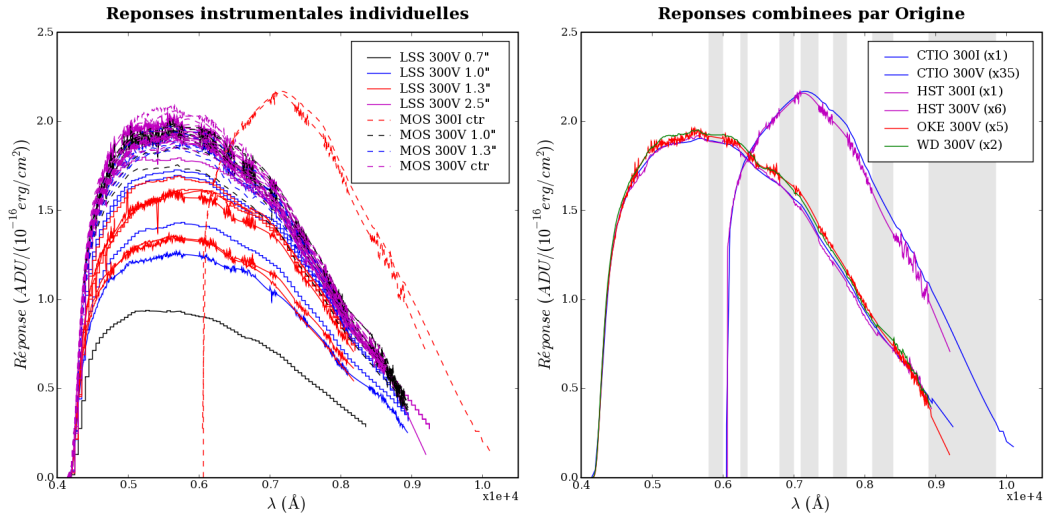 Reponses instrumentales individuelles
2.5
2.0
1.5
1.0
0.5
0.0
Réponse (ADU/(10^-16 erg/cm^2))
0.4 0.5 0.6 0.7 0.8 0.9 1.0
x1e+4
λ (Å)
LSS 300V 0.7"
LSS 300V 1.0"
LSS 300V 1.3"
LSS 300V 2.5"
MOS 300I ctr
MOS 300V 1.0"
MOS 300V 1.3"
MOS 300V ctr
Reponses combinees par Origine
2.5
2.0
1.5
1.0
0.5
0.0
Réponse (ADU/(10^-16 erg/cm^2))
0.4 0.5 0.6 0.7 0.8 0.9 1.0
x1e+4
λ (Å)
CTIO 300I (x1)
CTIO 300V (x35)
HST 300I (x1)
HST 300V (x6)
OKE 300V (x5)
WD 300V (x2)